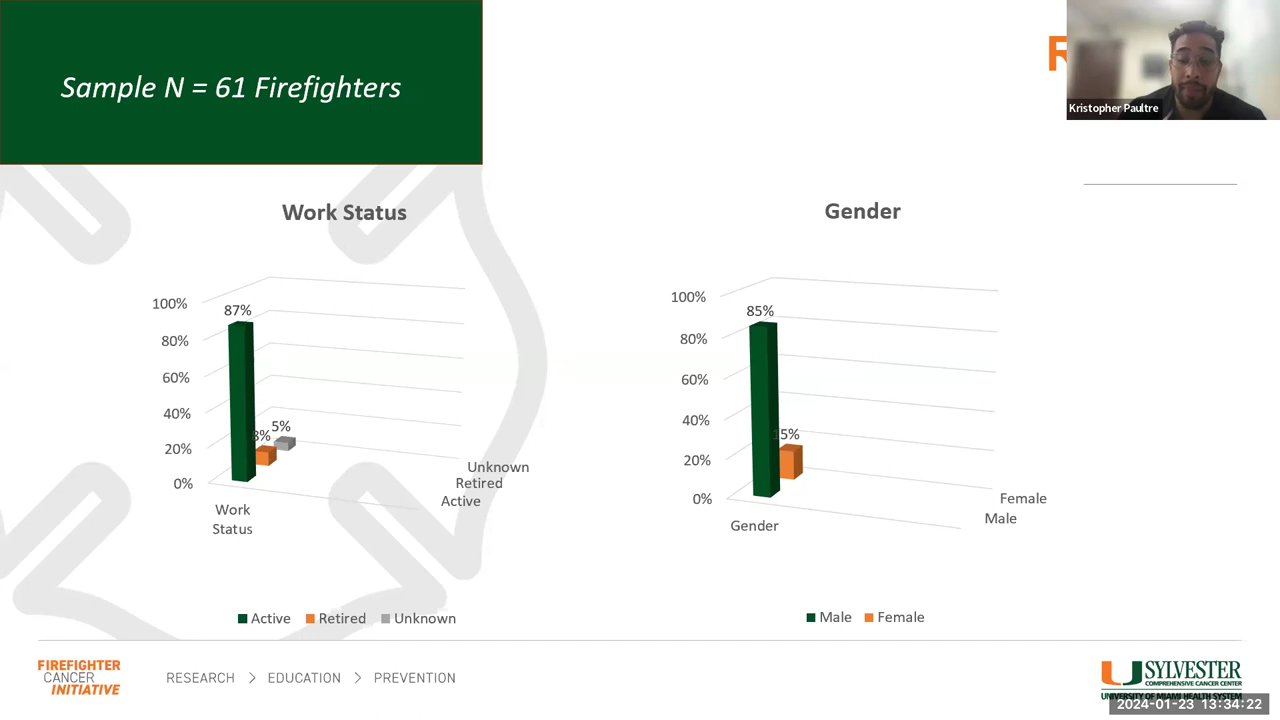 Sample N = 61 Firefighters
R
Kristopher Paultre
Work Status
100%
80%
60%
40%
20%
0%
87%
8%
5%
Work
Status
Unknown
Retired
Active
Active Retired Unknown
Gender
100%
80%
60%
40%
20%
0%
85%
15%
Gender
Female
Male
Male Female
FIREFIGHTER
CANCER
INITIATIVE
RESEARCH > EDUCATION > PREVENTION
SYLVESTER
COMPREHENSIVE CANCER CENTER
UNIVERSITY OF MIAMI HEALTH SYSTEM
2024-01-23 13:34:22